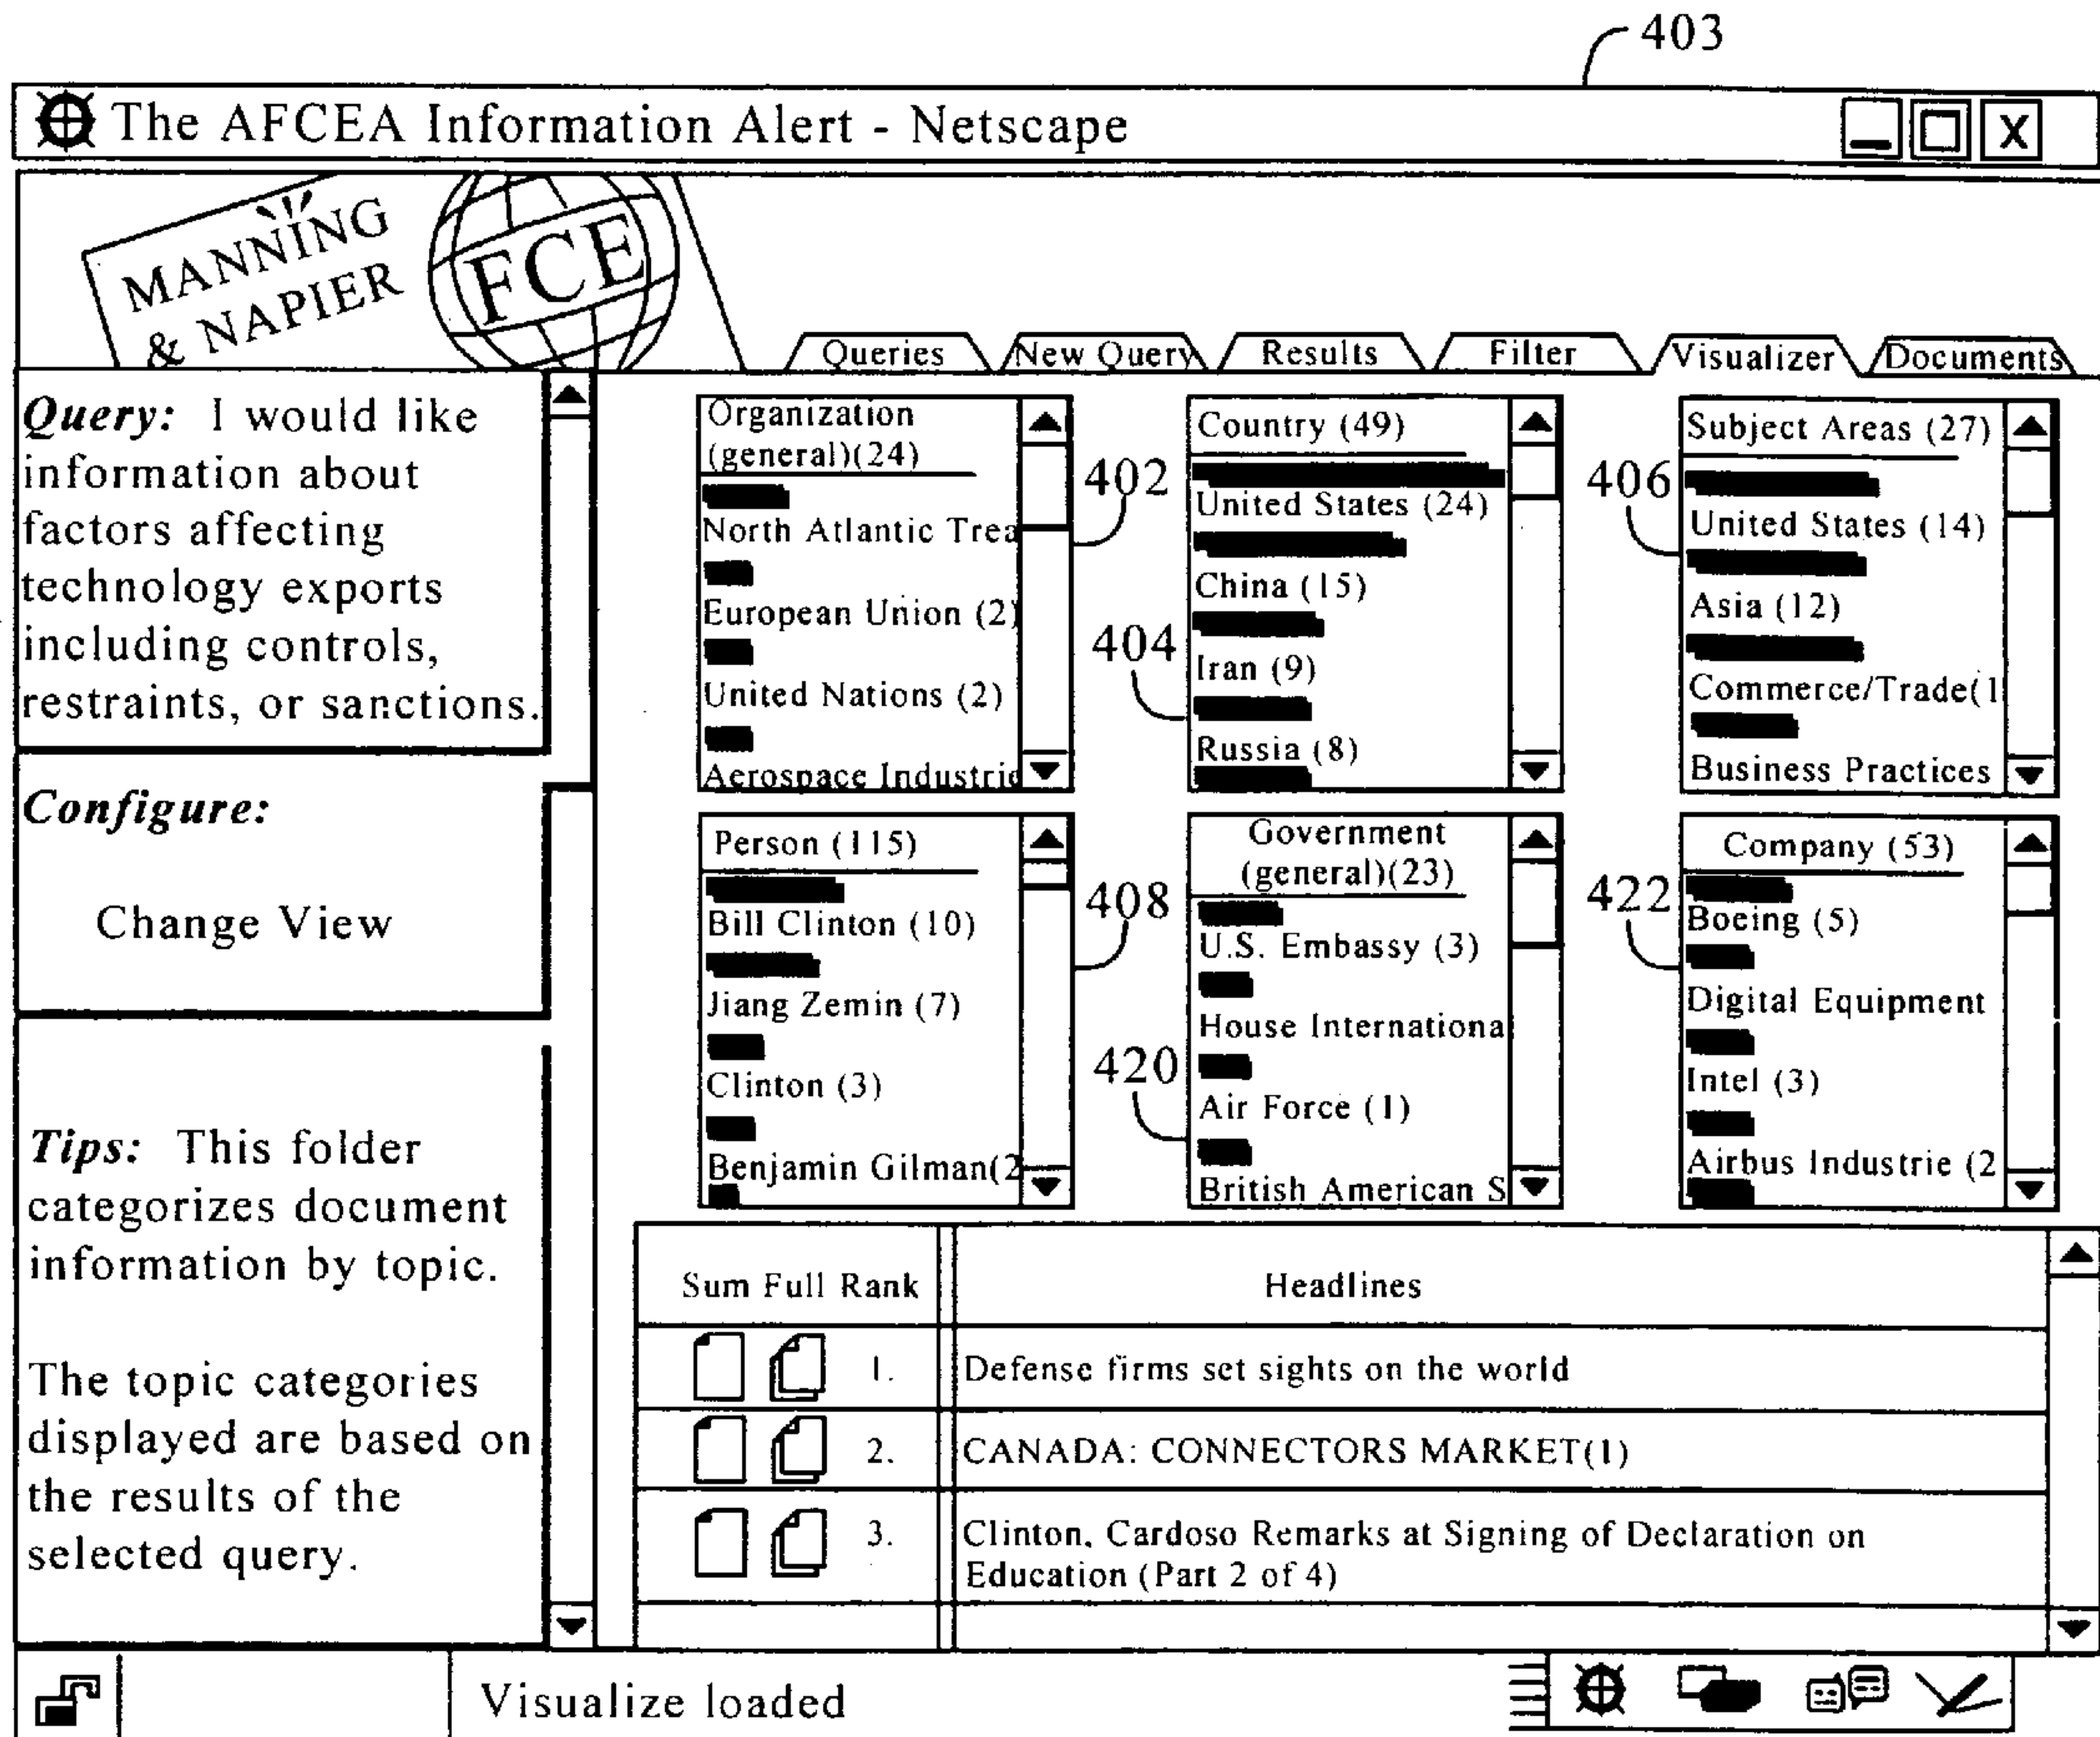 403
The AFCEA Information Alert - Netscape
MANNING
& NAPIER
FCE
Queries
New Query
Results
Filter
Visualizer
Documents
Query: I would like
information about
factors affecting
technology exports
including controls,
restraints, or sanctions.
Configure:
Change View
Tips: This folder
categorizes document
information by topic.
The topic categories
displayed are based on
the results of the
selected query.
Organization
(general)(24)
North Atlantic Trea
European Union (2)
United Nations (2)
Aerospace Industrie
402
Country (49)
United States (24)
China (15)
Iran (9)
Russia (8)
404
Subject Areas (27)
United States (14)
Asia (12)
Commerce/Trade(1
Business Practices
406
Person (115)
Bill Clinton (10)
Jiang Zemin (7)
Clinton (3)
Benjamin Gilman(2
408
Government
(general)(23)
U.S. Embassy (3)
House Internationa
Air Force (1)
British American S
420
Company (53)
Boeing (5)
Digital Equipment
Intel (3)
Airbus Industrie (2
422
Sum Full Rank
Headlines
1. Defense firms set sights on the world
2. CANADA: CONNECTORS MARKET(1)
3. Clinton, Cardoso Remarks at Signing of Declaration on
Education (Part 2 of 4)
Visualize loaded